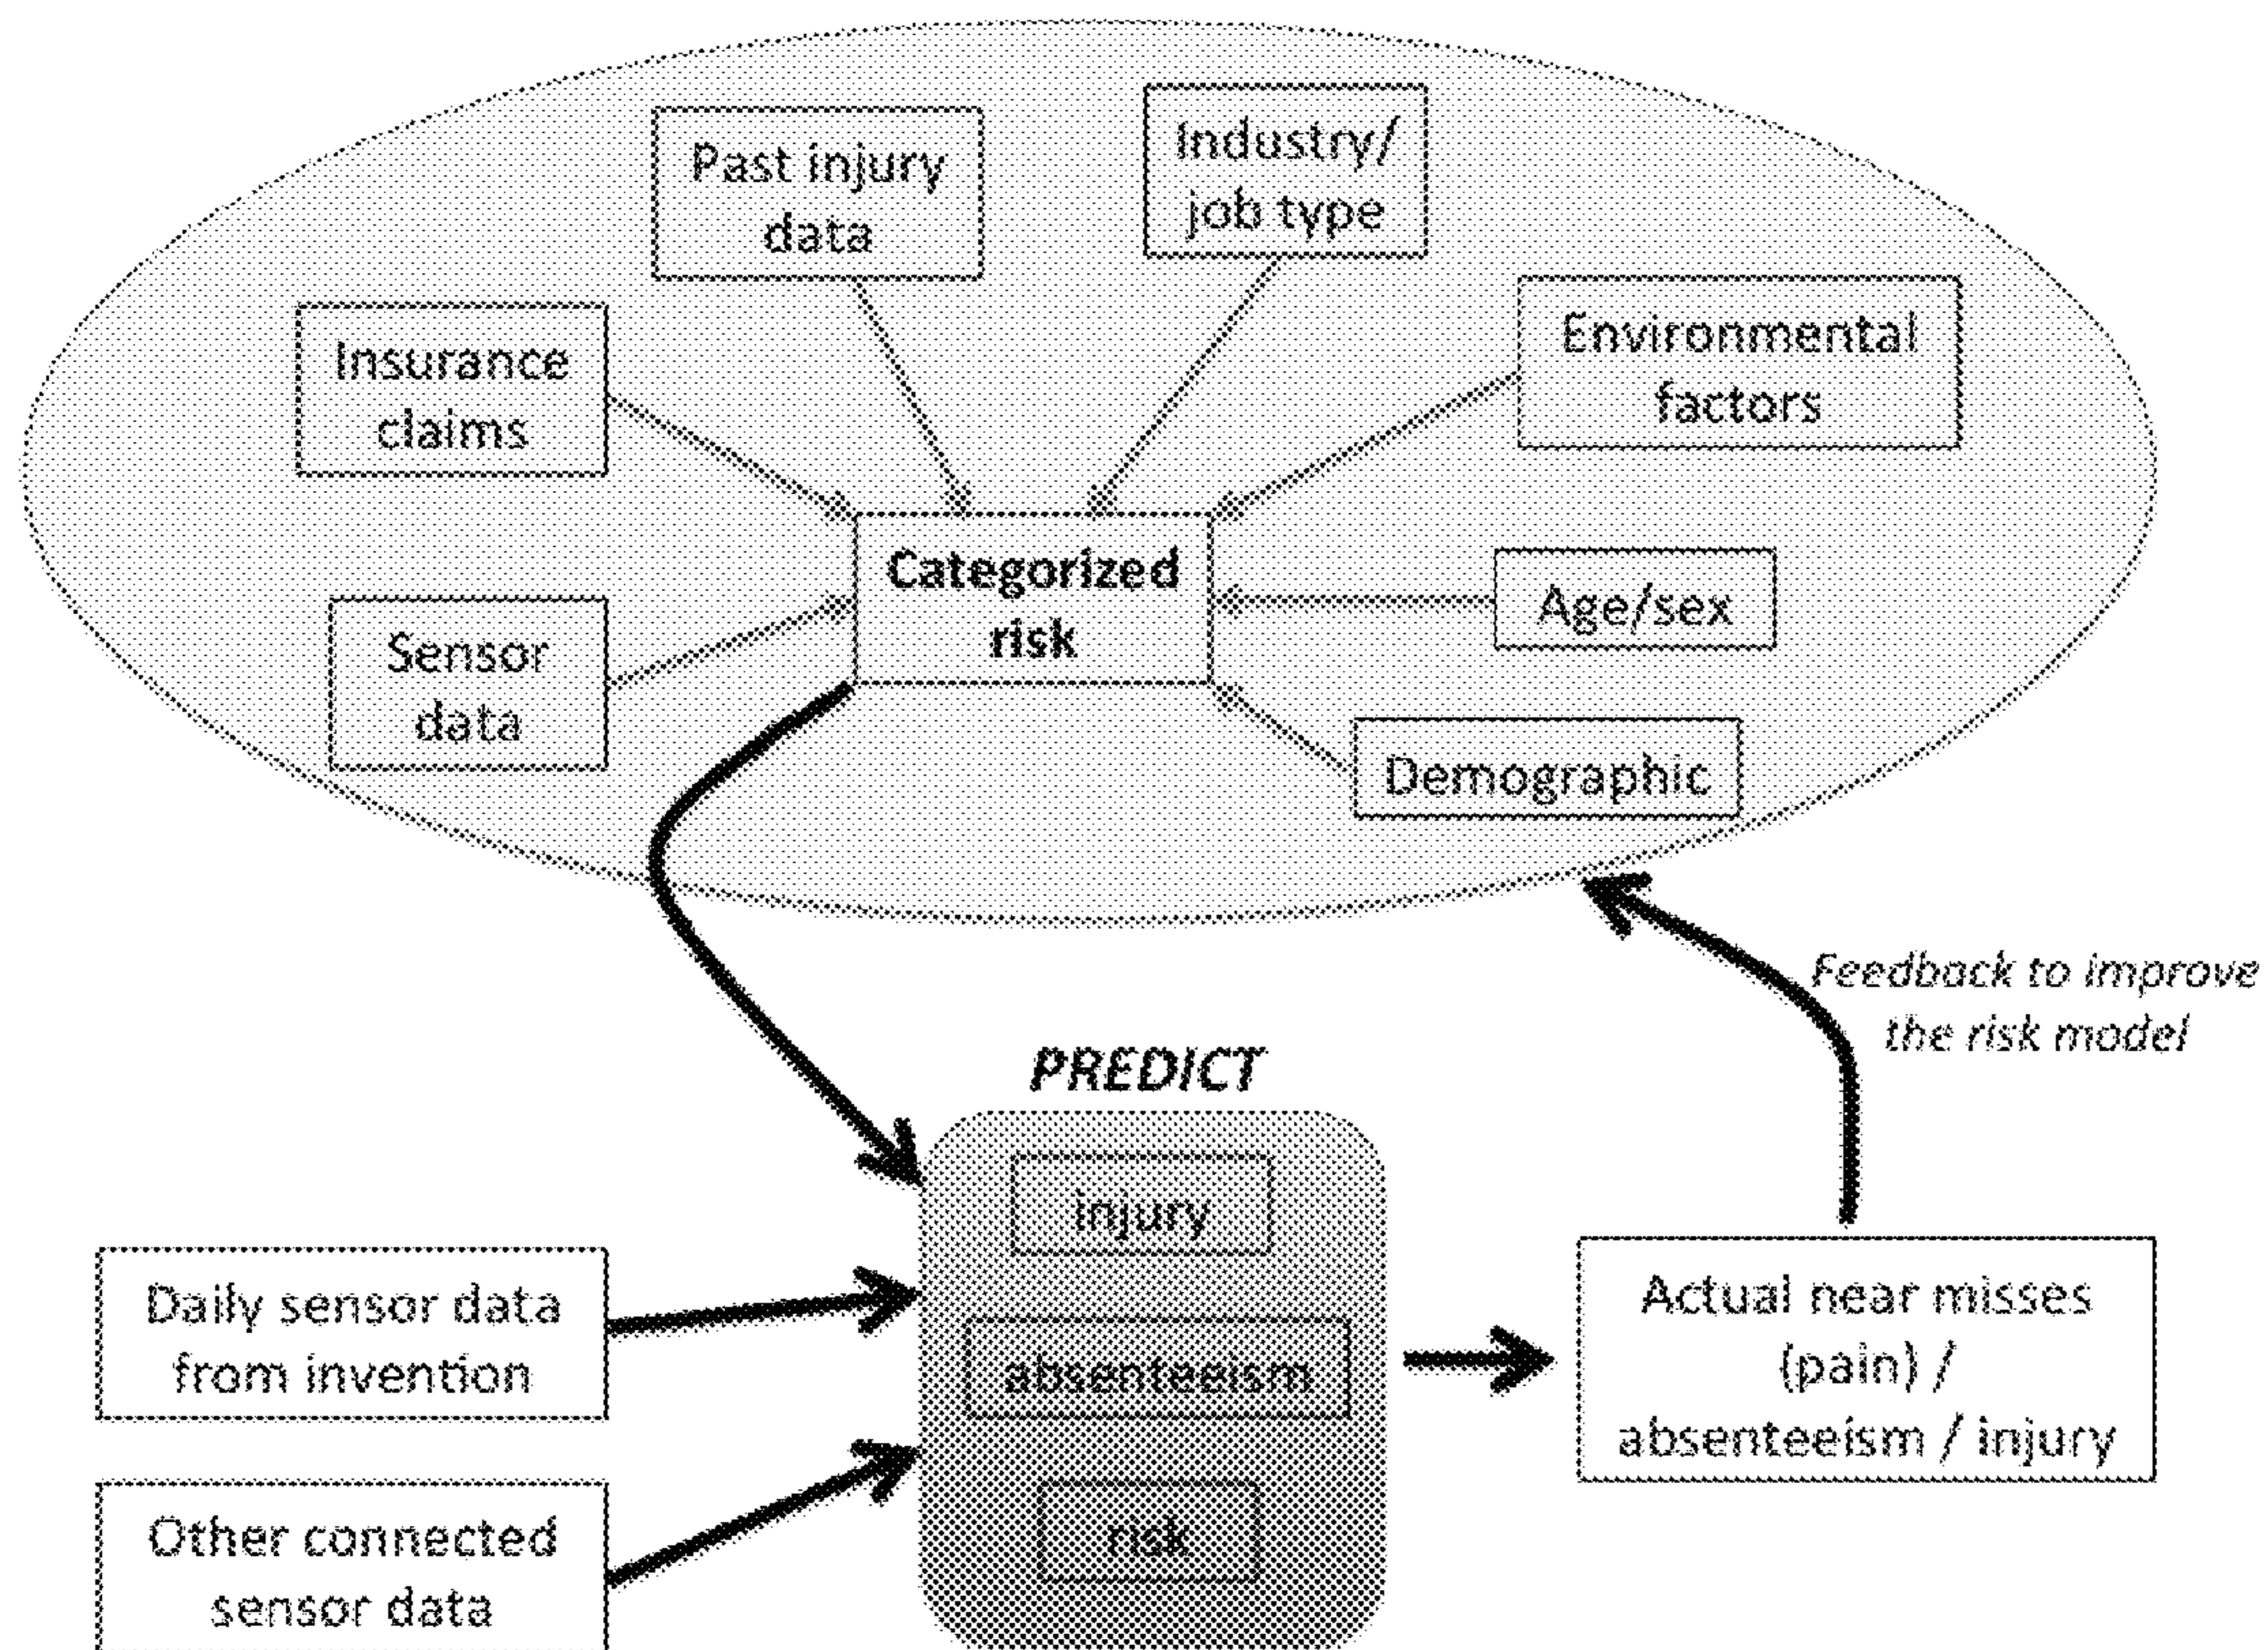 Past injury
data
Industry/
job type
Insurance
claims
Environmental
factors
Categorized
risk
Sensor
data
Age/sex
Demographic
Feedback to improve
the risk model
PREDICT
injury
absenteeism
risk
Daily sensor data
from invention
Other connected
sensor data
Actual near misses
(pain) /
absenteeism / injury